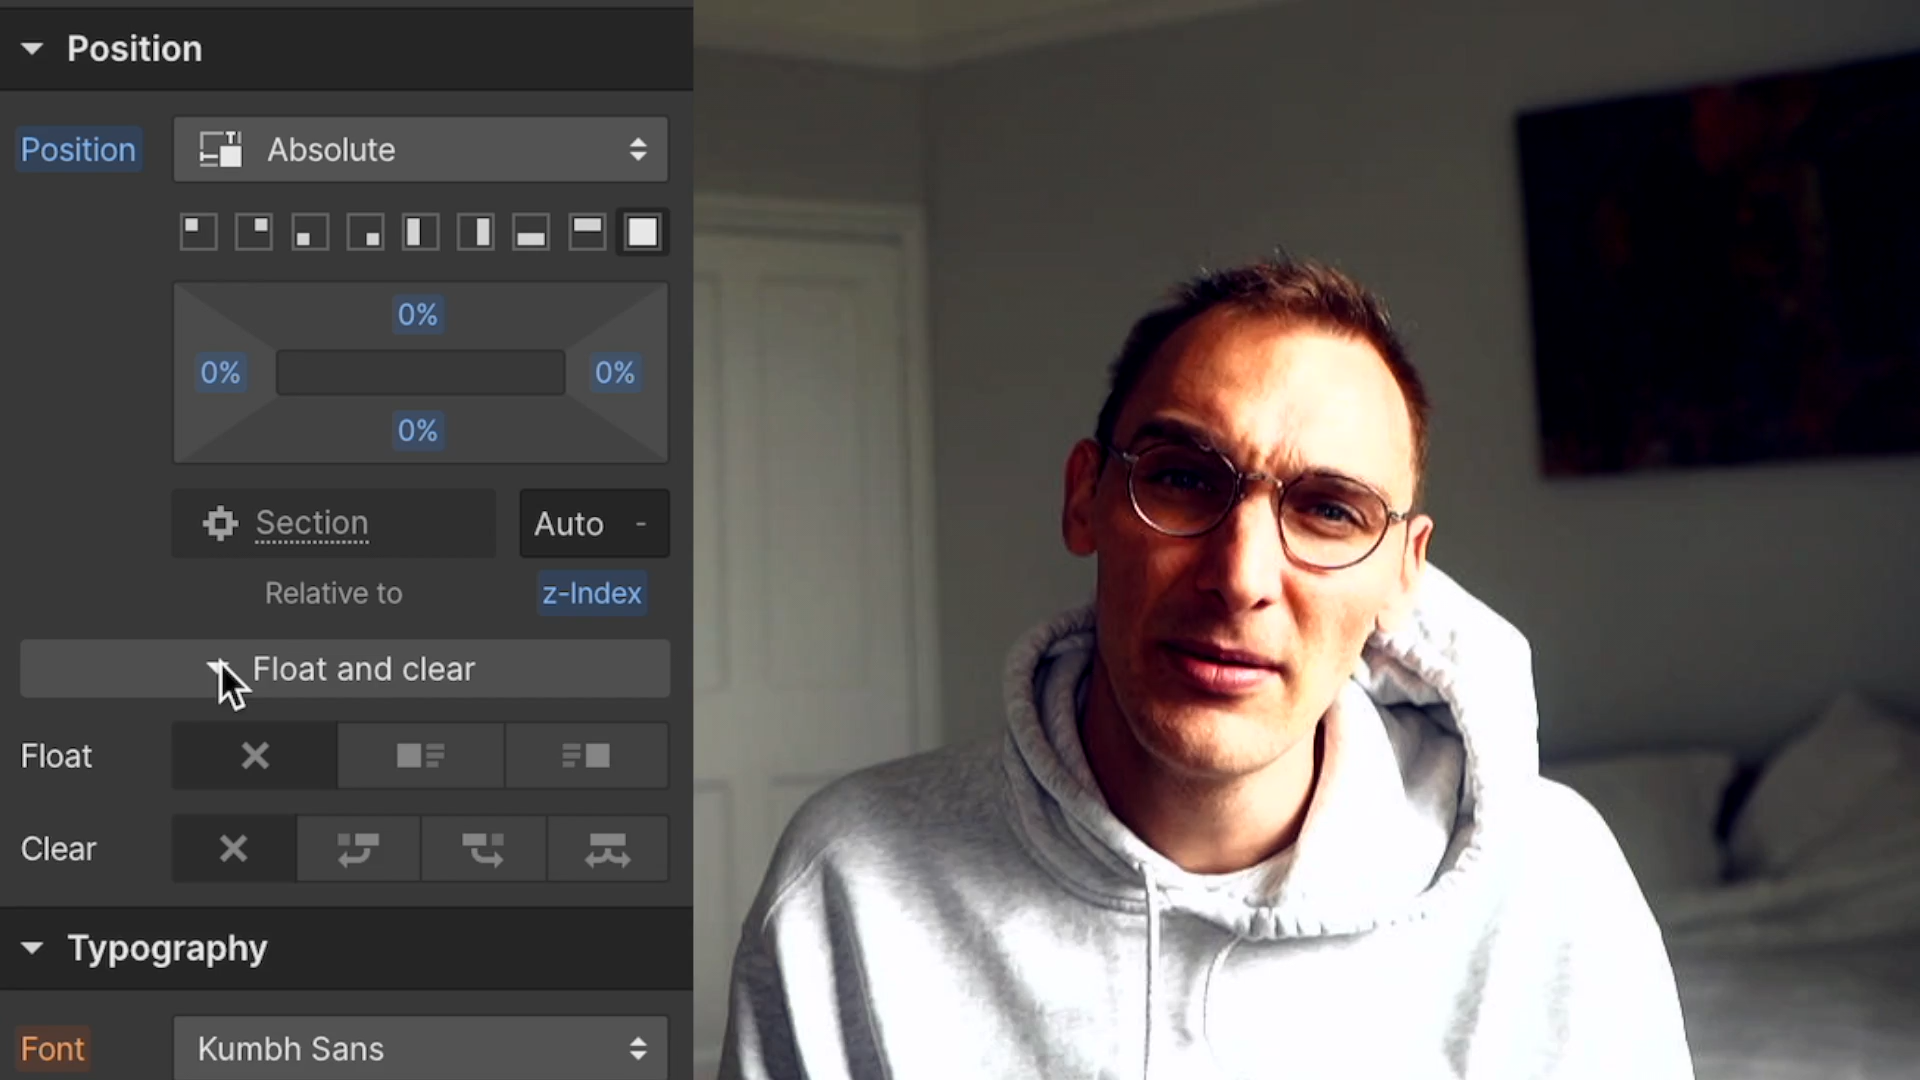 Position
Position Absolute
0%
0% 0%
0%
Section Auto -
Relative to z-Index
Float and clear
Float
Clear
Typography
Font Kumbh Sans